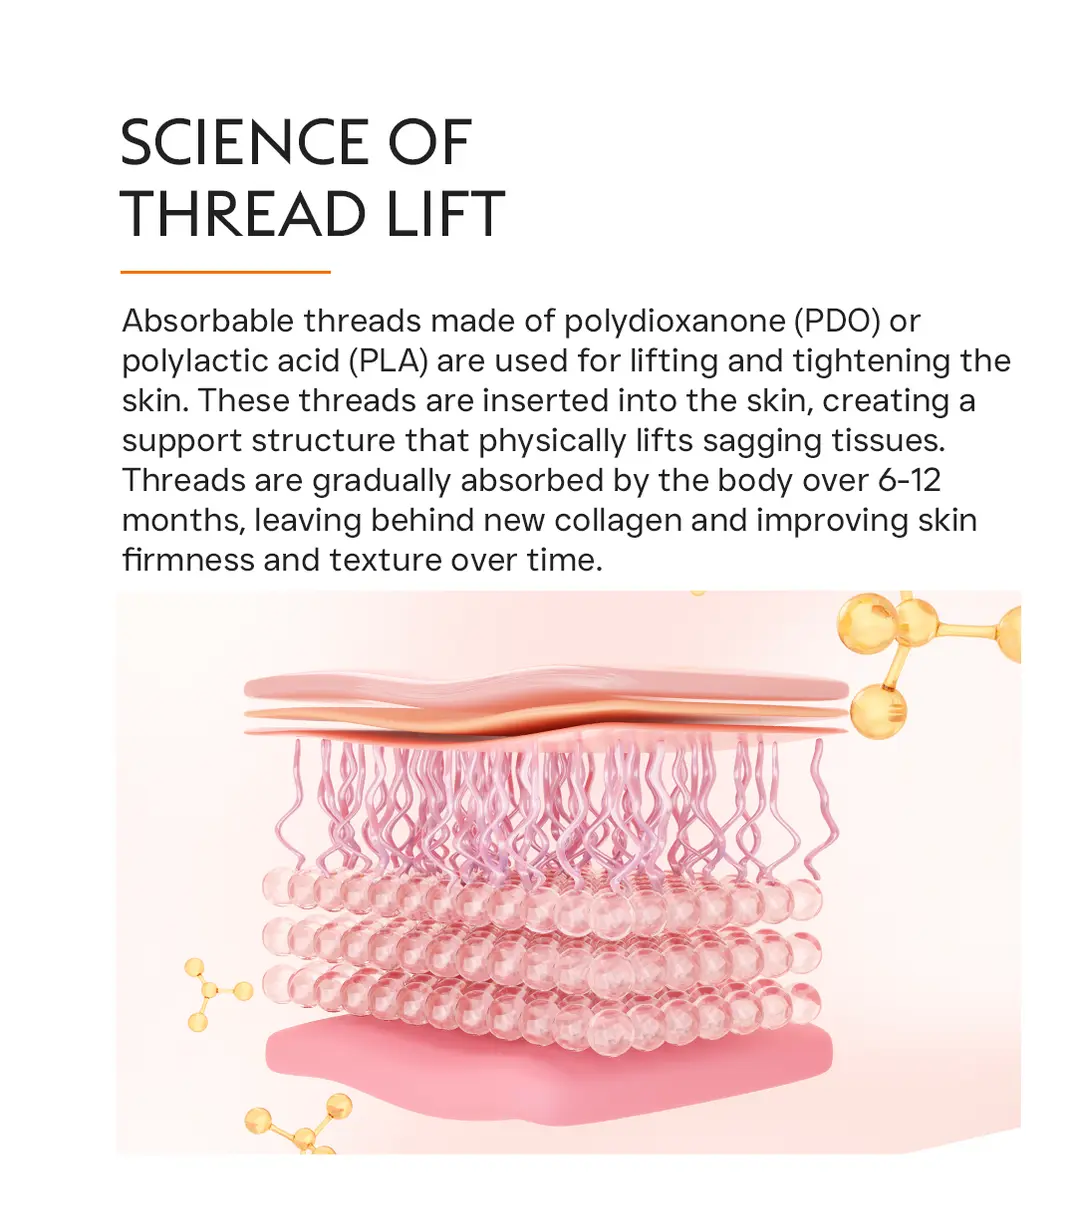 SCIENCE OF
THREAD LIFT
Absorbable threads made of polydioxanone (PDO) or
polylactic acid (PLA) are used for lifting and tightening the
skin. These threads are inserted into the skin, creating a
support structure that physically lifts sagging tissues.
Threads are gradually absorbed by the body over 6-12
months, leaving behind new collagen and improving skin
firmness and texture over time.